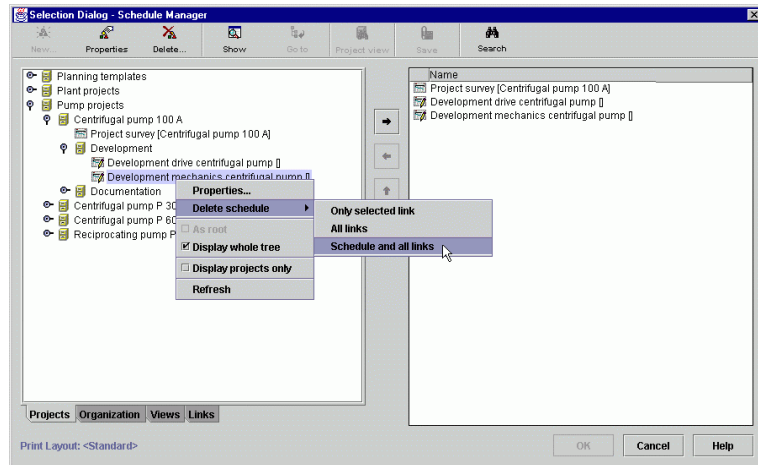 Selection Dialog - Schedule Manager
New... Properties Delete... Show Go to Project view Save Search
Planning templates
Plant projects
Pump projects
Centrifugal pump 100 A
Project survey [Centrifugal pump 100 A]
Development
Development drive centrifugal pump []
Development mechanics centrifugal pump []
Documentation
Centrifugal pump P 30
Centrifugal pump P 60
Reciprocating pump P
Properties...
Delete schedule
As root
Display whole tree
Display projects only
Refresh
Only selected link
All links
Schedule and all links
Name
Project survey [Centrifugal pump 100 A]
Development drive centrifugal pump []
Development mechanics centrifugal pump []
Projects Organization Views Links
Print Layout: <Standard>
OK Cancel Help